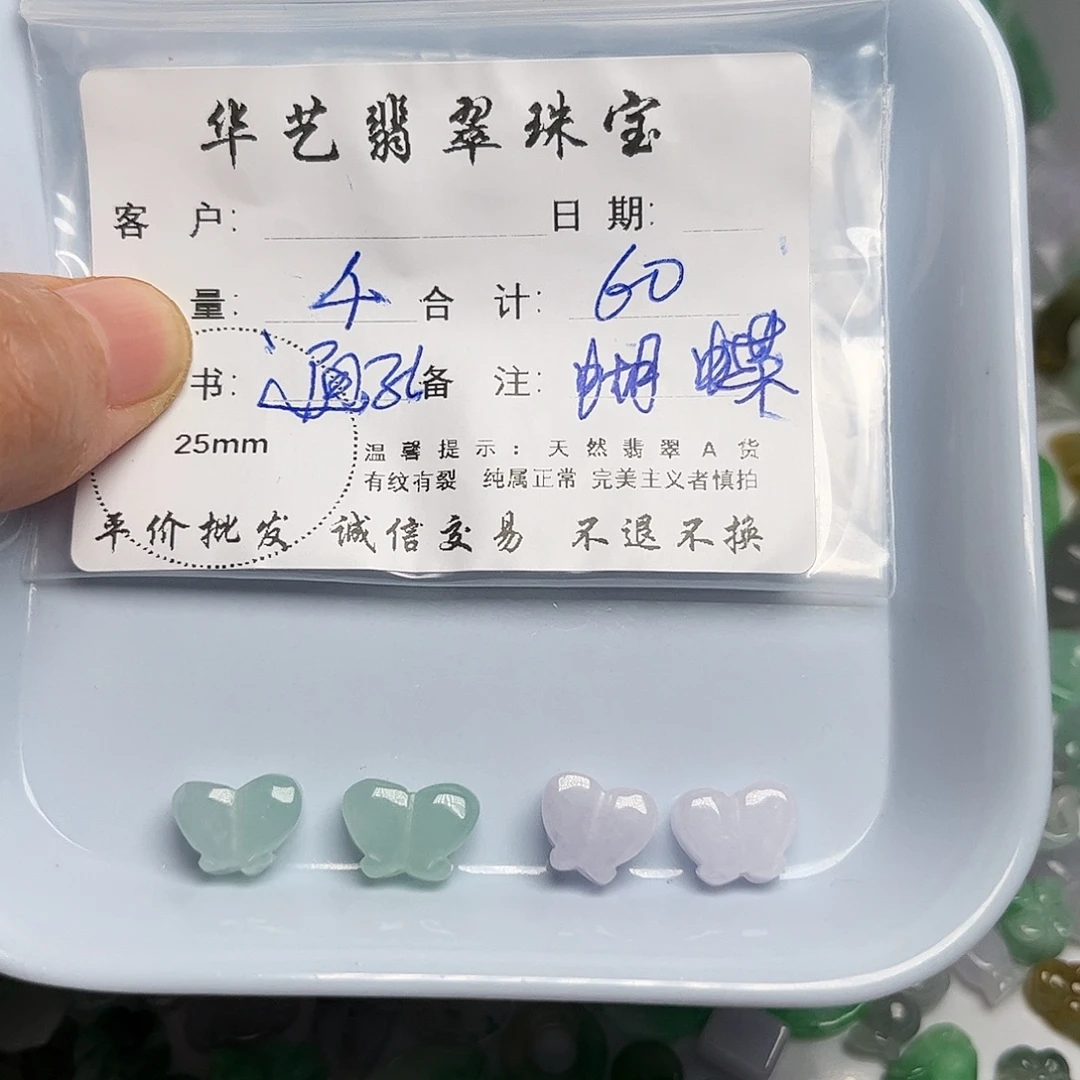 华艺翡翠珠宝
客 户: 日 期:
量: 4 合 计: 60
书: 通孔 备 注: 蝴蝶
25mm
温馨提示: 天然翡翠A货
有纹有裂 纯属正常 完美主义者慎拍
平价批发 诚信交易 不退不换